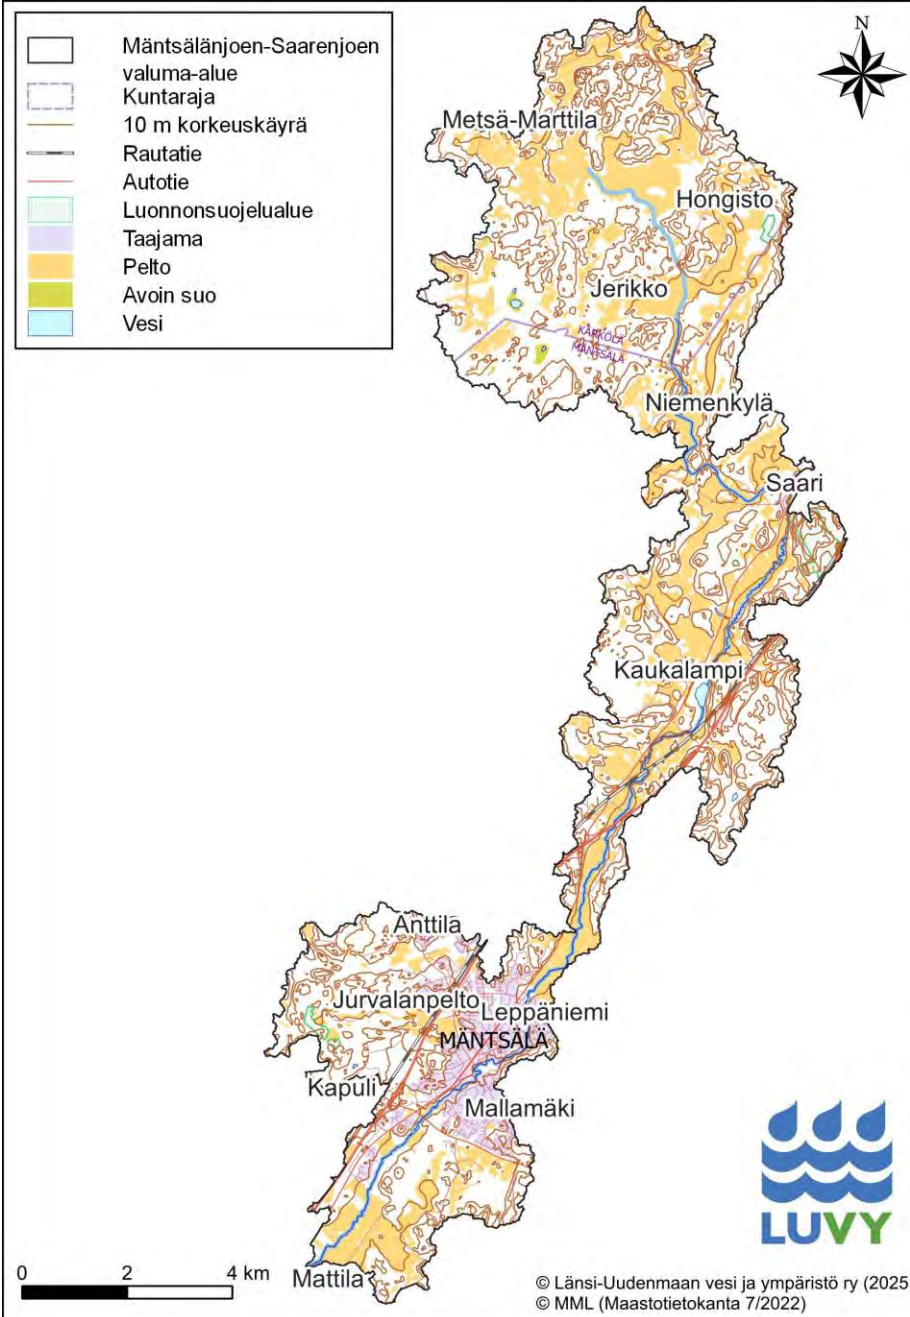 Mäntsälänjoen-Saarenjoen
valuma-alue
Kuntaraja
10 m korkeuskäyrä
Rautatie
Autotie
Luonnonsuojelualue
Taajama
Pelto
Avoin suo
Vesi
N
Metsä-Marttila
Hongisto
Jerikko
KÄRKÖLÄ
MÄNTSÄLÄ
Niemenkylä
Saari
Kaukalampi
Anttila
Jurvalanpelto
Leppäniemi
MÄNTSÄLÄ
Kapuli
Mallamäki
Mattila
LUVY
0 2 4 km
© Länsi-Uudenmaan vesi ja ympäristö ry (2025
© MML (Maastotietokanta 7/2022)